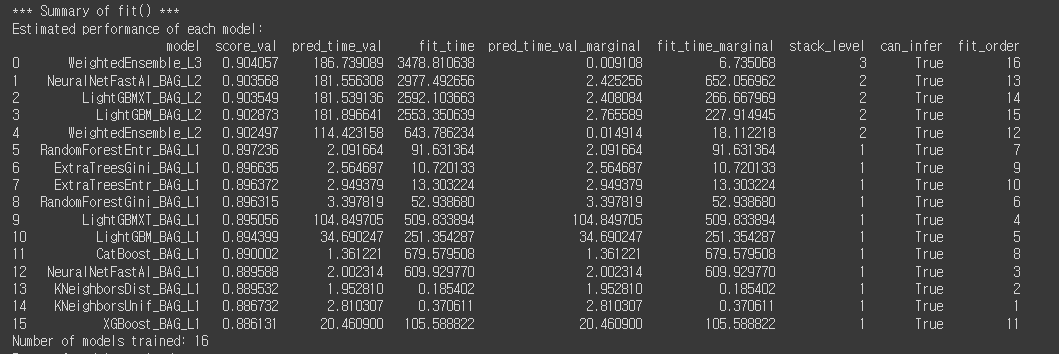 *** Summary of fit() ***
Estimated performance of each model:
model score_val pred_time_val fit_time pred_time_val_marginal fit_time_marginal stack_level can_infer fit_order
0 WeightedEnsemble_L3 0.904057 186.739089 3478.810638 0.009108 6.735068 3 True 16
1 NeuralNetFastAI_BAG_L2 0.903568 181.556308 2977.492656 2.425256 652.056962 2 True 13
2 LightGBMXT_BAG_L2 0.903549 181.539136 2592.103663 2.408084 266.667969 2 True 14
3 LightGBM_BAG_L2 0.902873 181.896641 2553.350639 2.765589 227.914945 2 True 15
4 WeightedEnsemble_L2 0.902497 114.423158 643.786234 0.014914 18.112218 2 True 12
5 RandomForestEntr_BAG_L1 0.897236 2.091664 91.631364 2.091664 91.631364 1 True 7
6 ExtraTreesGini_BAG_L1 0.896635 2.564687 10.720133 2.564687 10.720133 1 True 9
7 ExtraTreesEntr_BAG_L1 0.896372 2.949379 13.303224 2.949379 13.303224 1 True 10
8 RandomForestGini_BAG_L1 0.896315 3.397819 52.938680 3.397819 52.938680 1 True 6
9 LightGBMXT_BAG_L1 0.895056 104.849705 509.833894 104.849705 509.833894 1 True 4
10 LightGBM_BAG_L1 0.894399 34.690247 251.354287 34.690247 251.354287 1 True 5
11 CatBoost_BAG_L1 0.890002 1.361221 679.579508 1.361221 679.579508 1 True 8
12 NeuralNetFastAI_BAG_L1 0.889588 2.002314 609.929770 2.002314 609.929770 1 True 3
13 KNeighborsDist_BAG_L1 0.889532 1.952810 0.185402 1.952810 0.185402 1 True 2
14 KNeighborsUnif_BAG_L1 0.886732 2.810307 0.370611 2.810307 0.370611 1 True 1
15 XGBoost_BAG_L1 0.886131 20.460900 105.588822 20.460900 105.588822 1 True 11
Number of models trained: 16